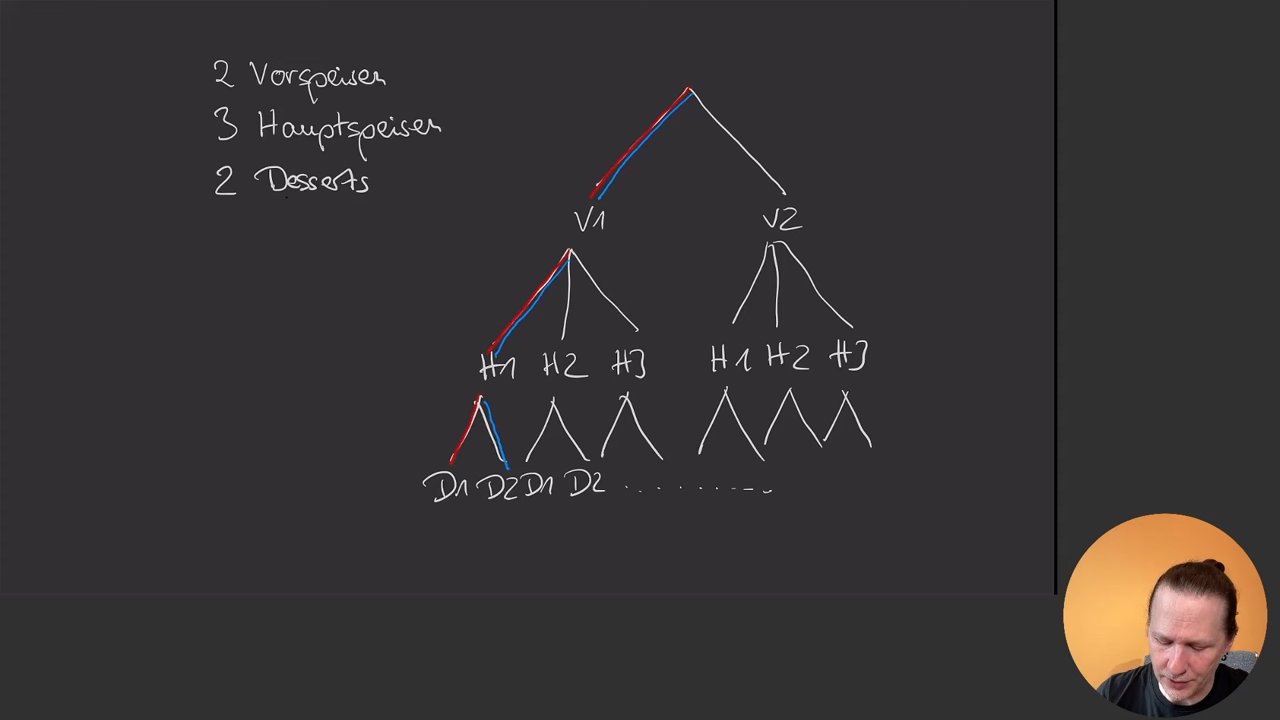 2 Vorspeisen
3 Hauptspeisen
2 Desserts
V1 V2
H1 H2 H3 H1 H2 H3
D1 D2 D1 D2 . . . . . . . .